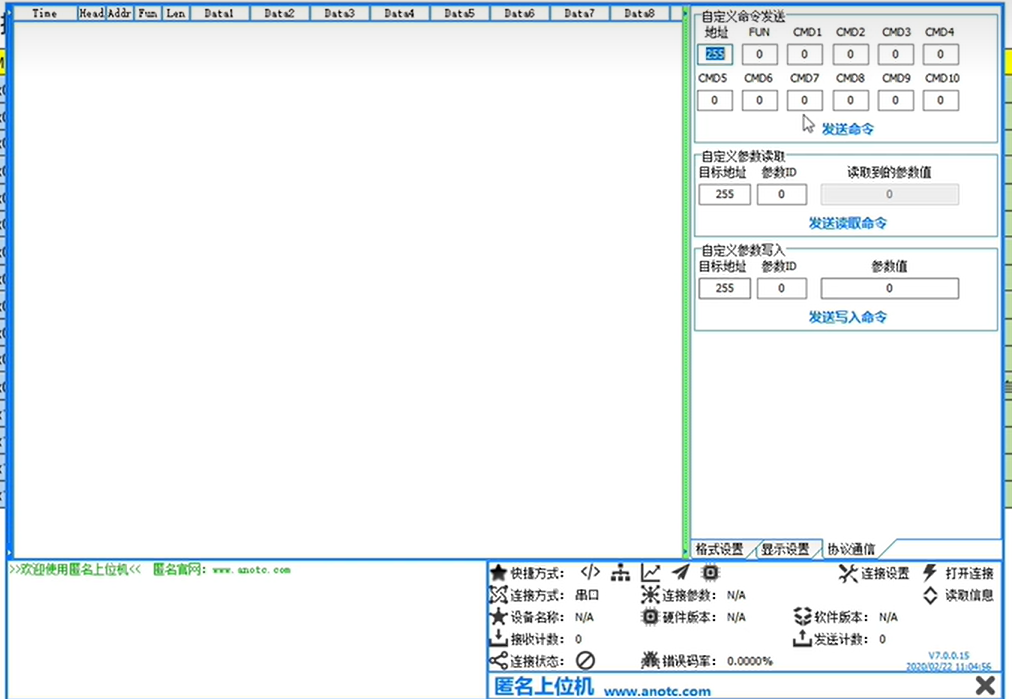 Time Head Addr Fun Len Data1 Data2 Data3 Data4 Data5 Data6 Data7 Data8
自定义命令发送
地址 FUN CMD1 CMD2 CMD3 CMD4
255 0 0 0 0 0
CMD5 CMD6 CMD7 CMD8 CMD9 CMD10
0 0 0 0 0 0
发送命令
自定义参数读取
目标地址 参数ID 读取到的参数值
255 0 0
发送读取命令
自定义参数写入
目标地址 参数ID 参数值
255 0 0
发送写入命令
格式设置 显示设置 协议通信
>>欢迎使用匿名上位机<< 匿名官网: www.anotc.com
快捷方式: 连接设置 打开连接
连接方式: 串口 连接参数: N/A 读取信息
设备名称: N/A 硬件版本: N/A 软件版本: N/A
接收计数: 0 发送计数: 0
连接状态: 错误码率: 0.0000%
V7.0.0.15
2020/02/22 11:04:56
匿名上位机 www.anotc.com